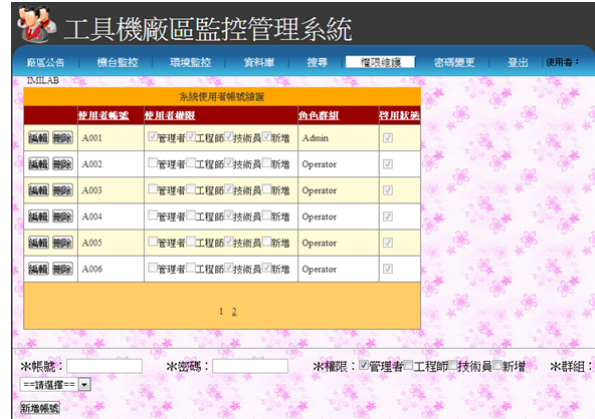 工具機廠區監控管理系統
廠區公告 機台監控 環境監控 資料庫 搜尋 權限維護 密碼變更 登出 使用者：
IMILAB
系統使用者帳號維護
使用者帳號 使用者權限 角色群組 啓用狀態
編輯 刪除 A001 管理者 工程師 技術員 新增 Admin
編輯 刪除 A002 管理者 工程師 技術員 新增 Operator
編輯 刪除 A003 管理者 工程師 技術員 新增 Operator
編輯 刪除 A004 管理者 工程師 技術員 新增 Operator
編輯 刪除 A005 管理者 工程師 技術員 新增 Operator
編輯 刪除 A006 管理者 工程師 技術員 新增 Operator
1 2
※帳號： ※密碼： ※權限： 管理者 工程師 技術員 新增 ※群組：
==請選擇==
新增帳號